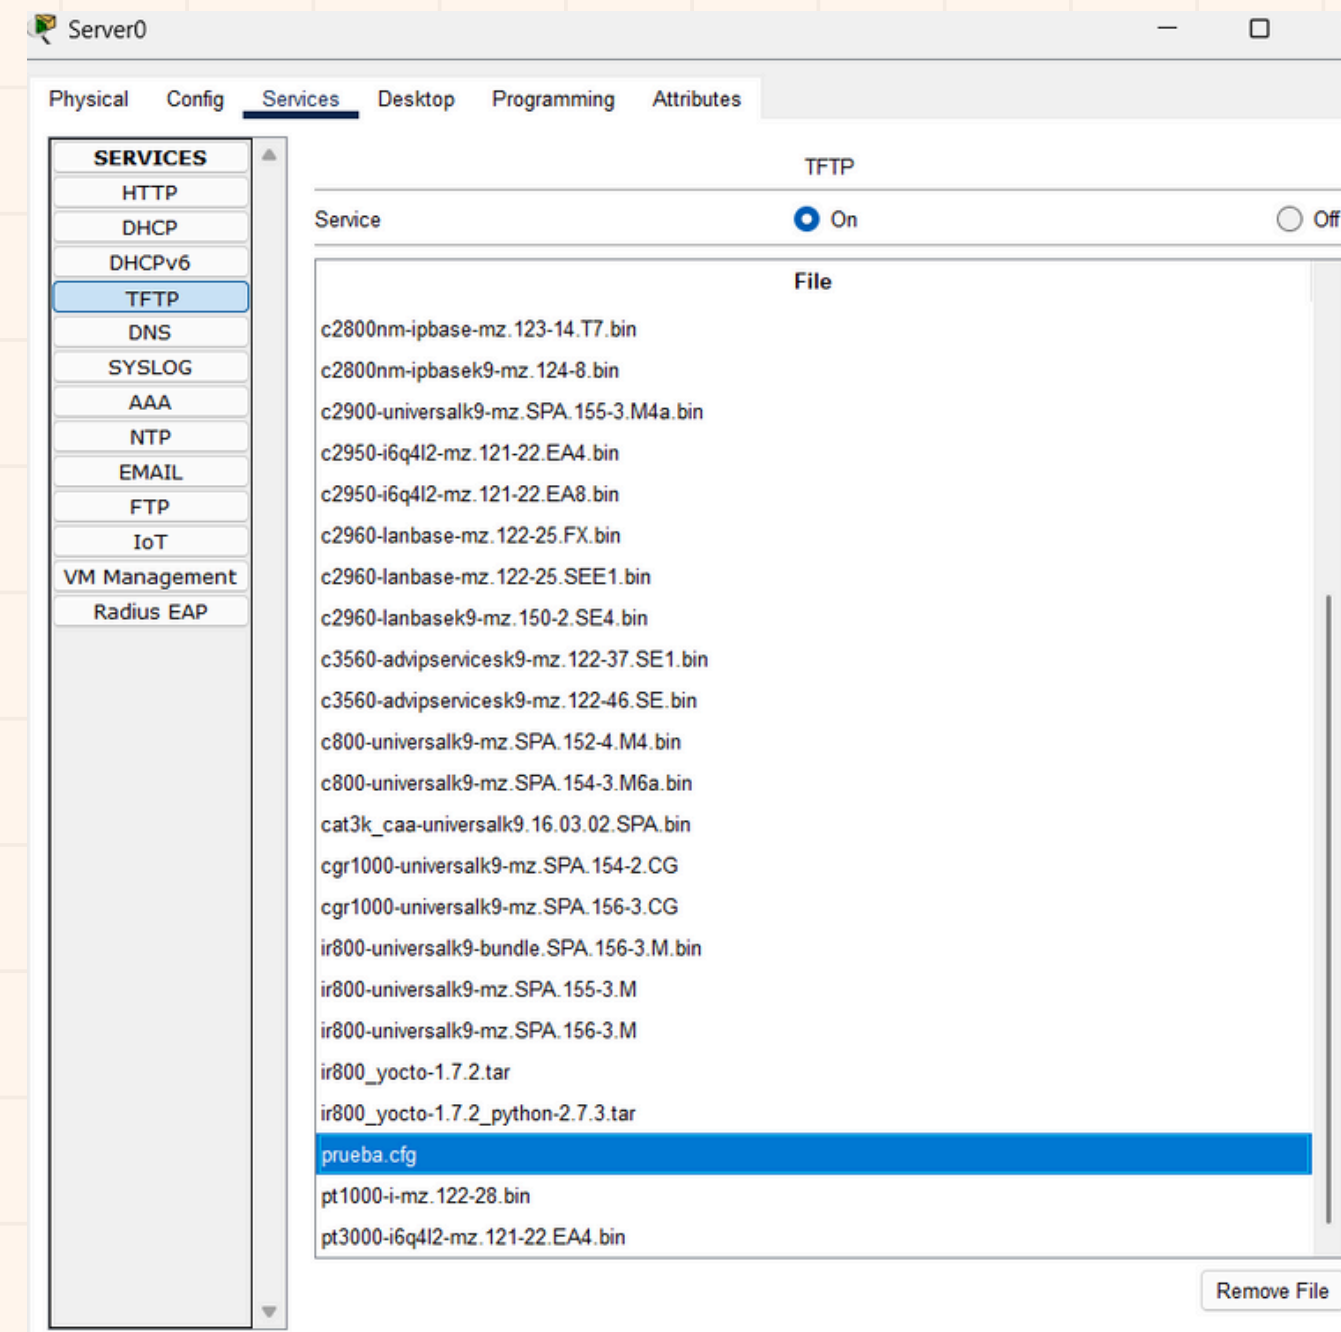 Server0
Physical Config Services Desktop Programming Attributes
SERVICES
HTTP
DHCP
DHCPv6
TFTP
DNS
SYSLOG
AAA
NTP
EMAIL
FTP
IoT
VM Management
Radius EAP
TFTP
Service On Off
File
c2800nm-ipbase-mz.123-14.T7.bin
c2800nm-ipbasek9-mz.124-8.bin
c2900-universalk9-mz.SPA.155-3.M4a.bin
c2950-i6q4l2-mz.121-22.EA4.bin
c2950-i6q4l2-mz.121-22.EA8.bin
c2960-lanbase-mz.122-25.FX.bin
c2960-lanbase-mz.122-25.SEE1.bin
c2960-lanbasek9-mz.150-2.SE4.bin
c3560-advipservicesk9-mz.122-37.SE1.bin
c3560-advipservicesk9-mz.122-46.SE.bin
c800-universalk9-mz.SPA.152-4.M4.bin
c800-universalk9-mz.SPA.154-3.M6a.bin
cat3k_caa-universalk9.16.03.02.SPA.bin
cgr1000-universalk9-mz.SPA.154-2.CG
cgr1000-universalk9-mz.SPA.156-3.CG
ir800-universalk9-bundle.SPA.156-3.M.bin
ir800-universalk9-mz.SPA.155-3.M
ir800-universalk9-mz.SPA.156-3.M
ir800_yocto-1.7.2.tar
ir800_yocto-1.7.2_python-2.7.3.tar
prueba.cfg
pt1000-i-mz.122-28.bin
pt3000-i6q4l2-mz.121-22.EA4.bin
Remove File